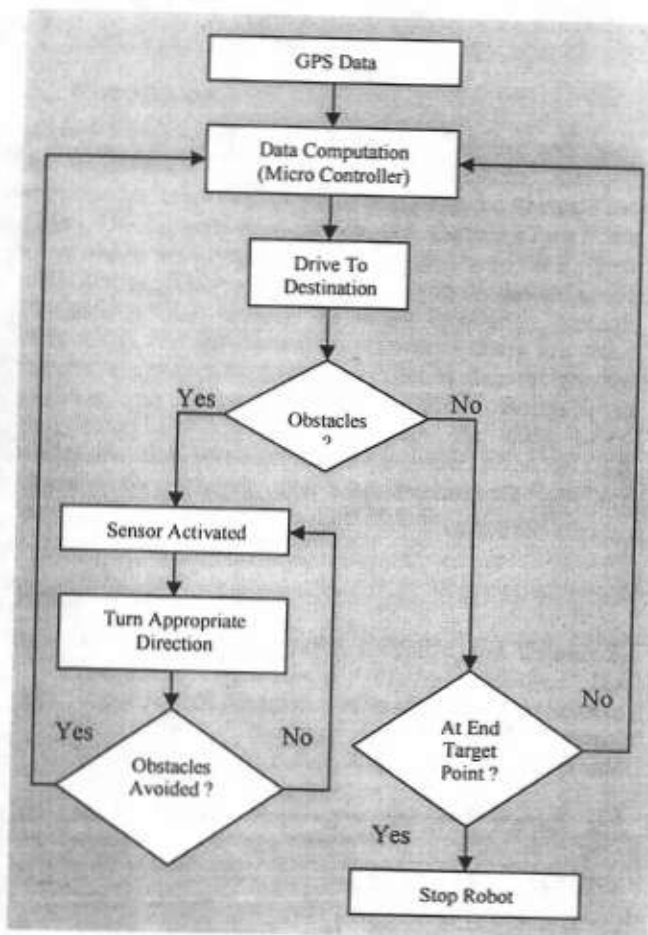 GPS Data
Data Computation
(Micro Controller)
Drive To
Destination
Yes
No
Obstacles
?
Sensor Activated
Turn Appropriate
Direction
Yes
No
Obstacles
Avoided ?
At End
Target
Point ?
No
Yes
Stop Robot